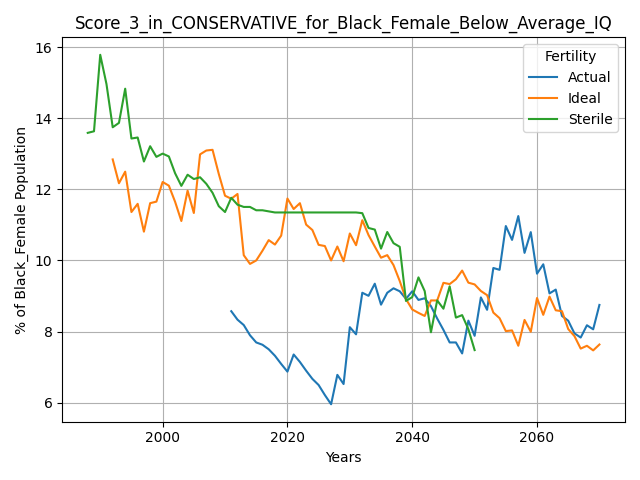 Score_3_in_CONSERVATIVE_for_Black_Female_Below_Average_IQ
Fertility
Actual
Ideal
Sterile
% of Black_Female Population
16
14
12
10
8
6
2000
2020
2040
2060
Years